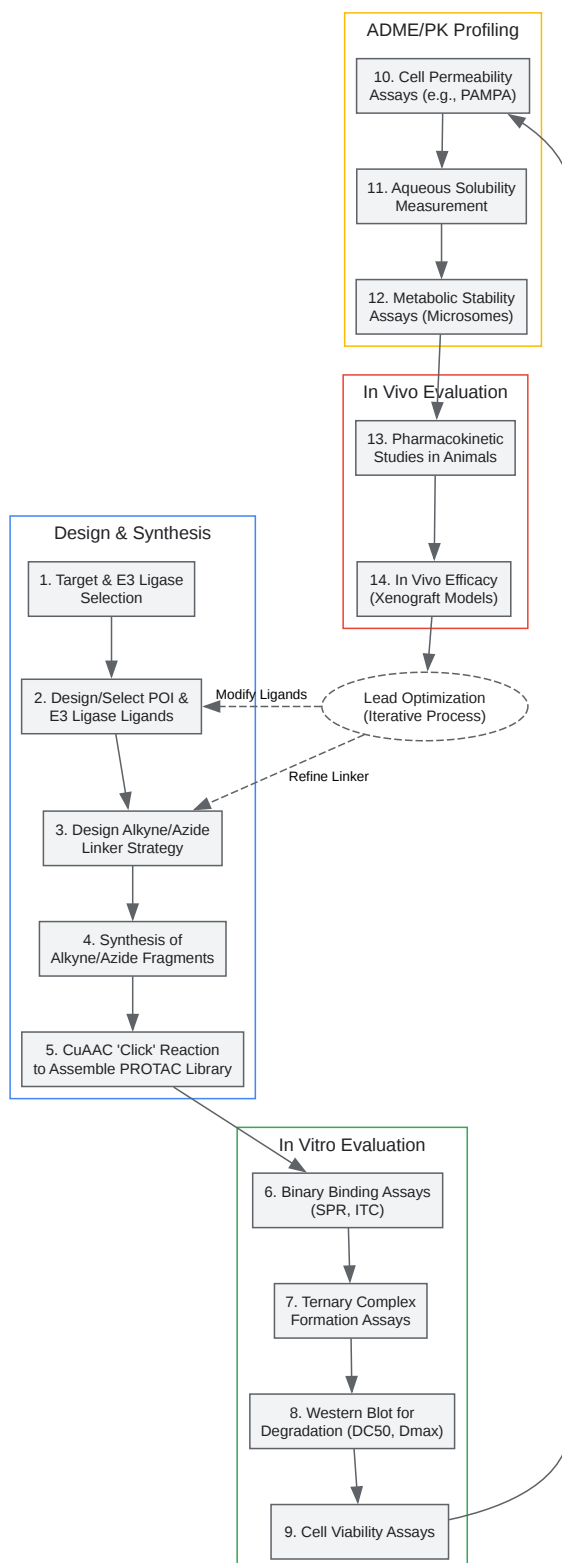 ADME/PK Profiling
10. Cell Permeability
Assays (e.g., PAMPA)
11. Aqueous Solubility
Measurement
12. Metabolic Stability
Assays (Microsomes)
In Vivo Evaluation
13. Pharmacokinetic
Studies in Animals
14. In Vivo Efficacy
(Xenograft Models)
Lead Optimization
(Iterative Process)
Modify Ligands
Refine Linker
Design & Synthesis
1. Target & E3 Ligase
Selection
2. Design/Select POI &
E3 Ligase Ligands
3. Design Alkyne/Azide
Linker Strategy
4. Synthesis of
Alkyne/Azide Fragments
5. CuAAC 'Click' Reaction
to Assemble PROTAC Library
In Vitro Evaluation
6. Binary Binding Assays
(SPR, ITC)
7. Ternary Complex
Formation Assays
8. Western Blot for
Degradation (DC50, Dmax)
9. Cell Viability Assays